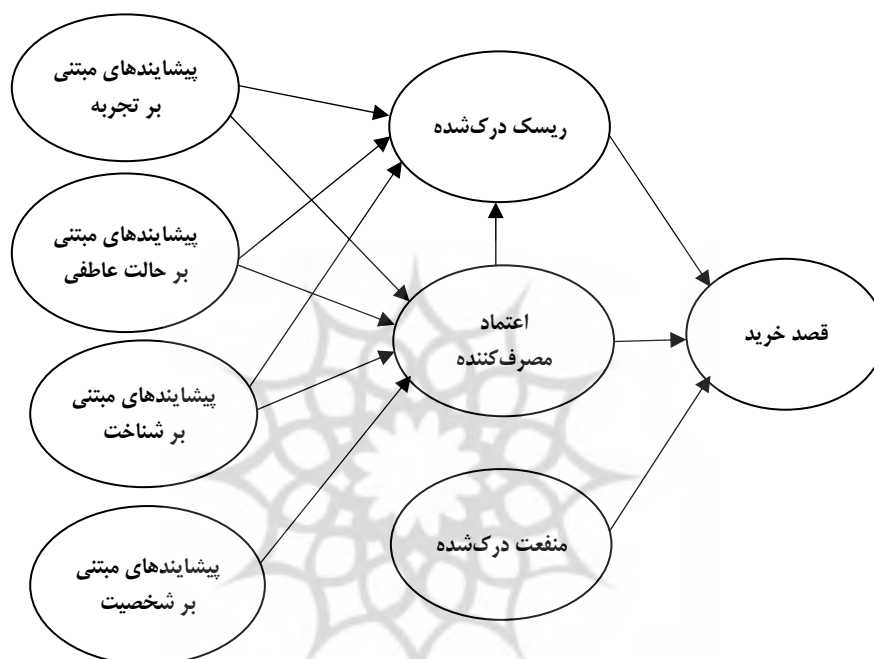 پیشایندهای مبتنی
بر تجربه
ریسک درک‌شده
پیشایندهای مبتنی
بر حالت عاطفی
اعتماد
مصرف‌کننده
قصد خرید
پیشایندهای مبتنی
بر شناخت
منفعت درک‌شده
پیشایندهای مبتنی
بر شخصیت